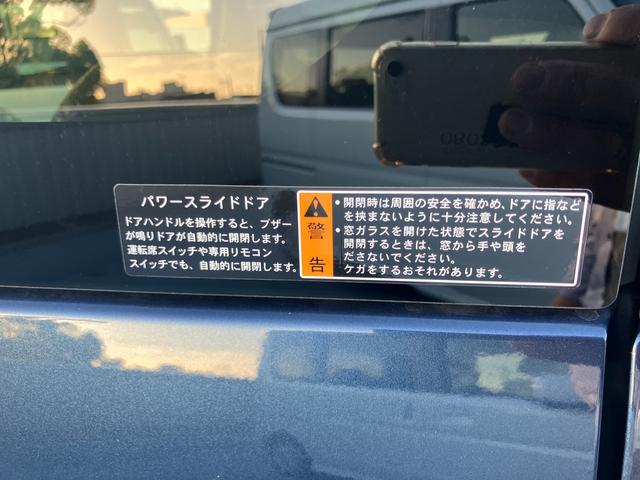 パワースライドドア
ドアハンドルを操作すると、ブザー
が鳴りドアが自動的に開閉します。
運転席スイッチや専用リモコン
スイッチでも、自動的に開閉します。
警告
・開閉時は周囲の安全を確かめ、ドアに指など
を挟まないように十分注意してください。
・窓ガラスを開けた状態でスライドドアを
開閉するときは、窓から手や頭を
ださないでください。
ケガをするおそれがあります。